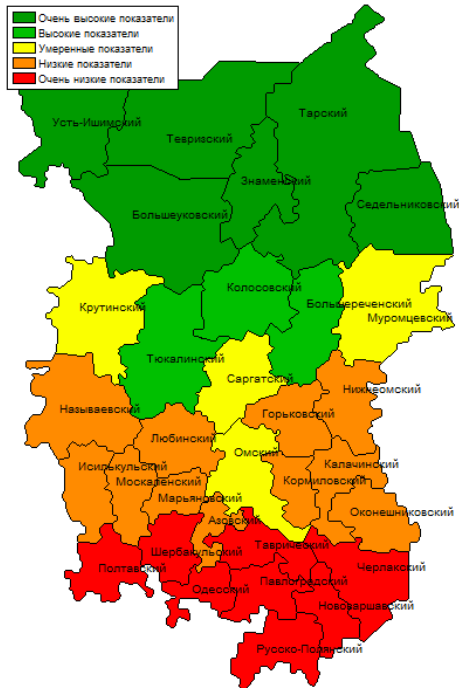 Очень высокие показатели
Высокие показатели
Умеренные показатели
Низкие показатели
Очень низкие показатели
Тарский
Усть-Ишимский
Тевризский
Знаменский
Седельниковский
Большеуковский
Колосовский
Большереченский
Крутинский
Муромцевский
Тюкалинский
Саргатский
Нижнеомский
Называевский
Горьковский
Любинский
Омский
Исилькульский
Калачинский
Москаленский
Кормиловский
Марьяновский
Оконешниковский
Азовский
Таврический
Шербакульский
Полтавский
Черлакский
Павлоградский
Одесский
Нововаршавский
Русско-Полянский